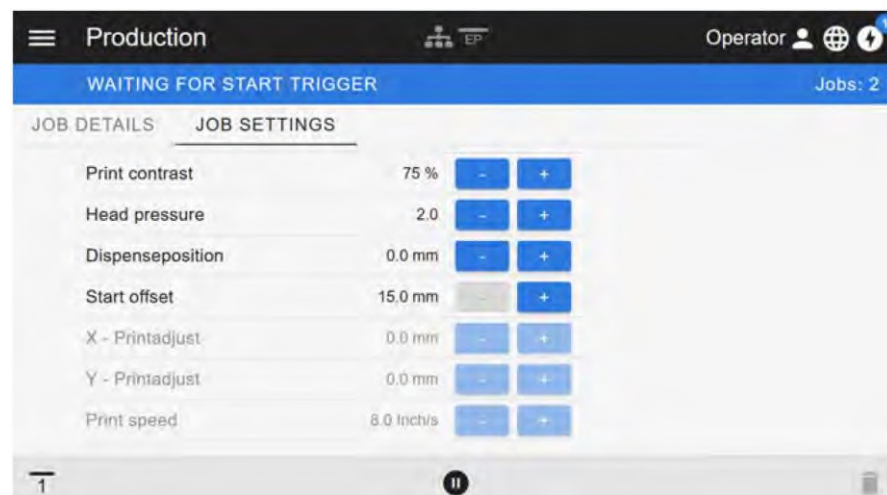 Production EP Operator
WAITING FOR START TRIGGER Jobs: 2
JOB DETAILS JOB SETTINGS
Print contrast 75 % - +
Head pressure 2.0 - +
Dispenseposition 0.0 mm - +
Start offset 15.0 mm - +
X - Printadjust 0.0 mm - +
Y - Printadjust 0.0 mm - +
Print speed 8.0 Inch/s - +
1